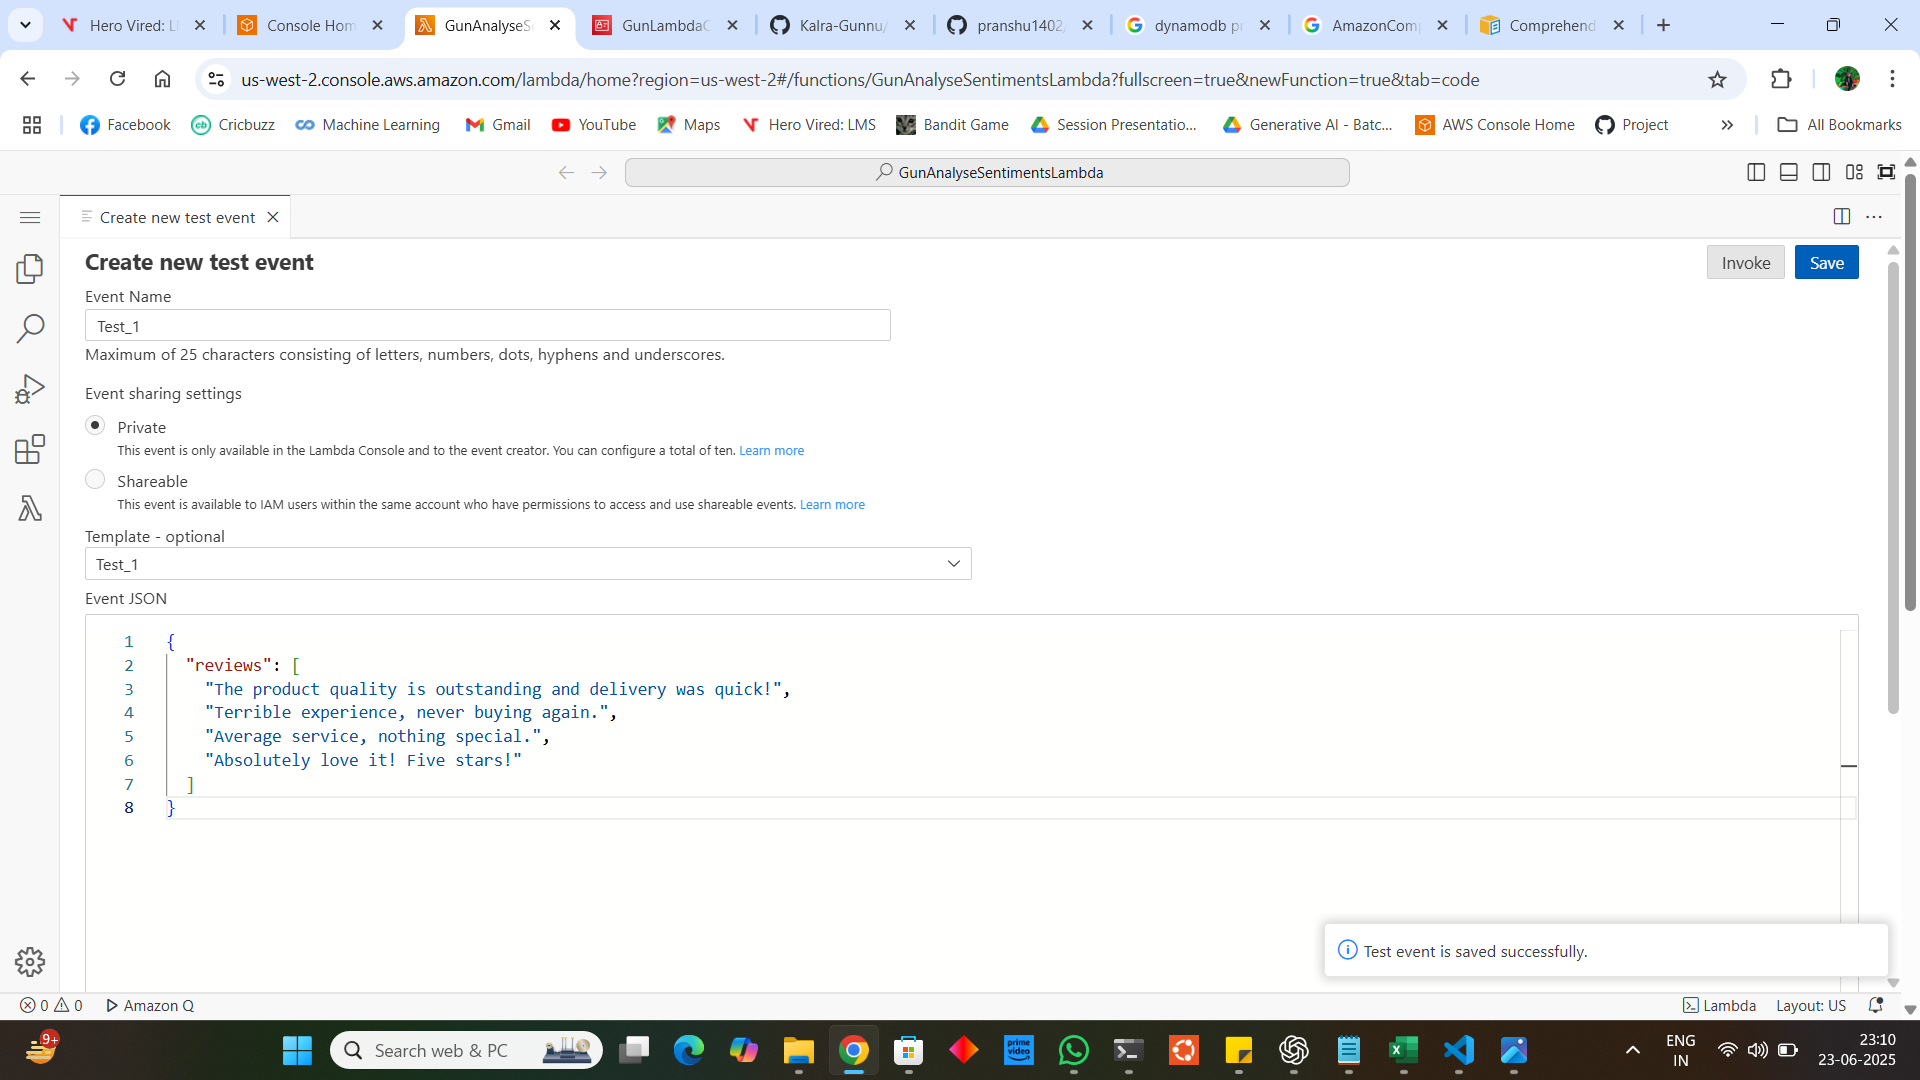 Hero Vired: L
Console Hom
GunAnalyseS
GunLambdaC
Kalra-Gunnu/
pranshu1402/
dynamodb pr
AmazonComp
Comprehend
us-west-2.console.aws.amazon.com/lambda/home?region=us-west-2#/functions/GunAnalyseSentimentsLambda?fullscreen=true&newFunction=true&tab=code
Facebook
Cricbuzz
Machine Learning
Gmail
YouTube
Maps
Hero Vired: LMS
Bandit Game
Session Presentatio...
Generative AI - Batc...
AWS Console Home
Project
All Bookmarks
GunAnalyseSentimentsLambda
Create new test event
Create new test event
Invoke
Save
Event Name
Test_1
Maximum of 25 characters consisting of letters, numbers, dots, hyphens and underscores.
Event sharing settings
Private
This event is only available in the Lambda Console and to the event creator. You can configure a total of ten. Learn more
Shareable
This event is available to IAM users within the same account who have permissions to access and use shareable events. Learn more
Template - optional
Test_1
Event JSON
1 {
2 "reviews": [
3 "The product quality is outstanding and delivery was quick!",
4 "Terrible experience, never buying again.",
5 "Average service, nothing special.",
6 "Absolutely love it! Five stars!"
7 ]
8 }
Test event is saved successfully.
0 0 Amazon Q
Lambda
Layout: US
9+
Search web & PC
prime video
ENG
IN
23:10
23-06-2025